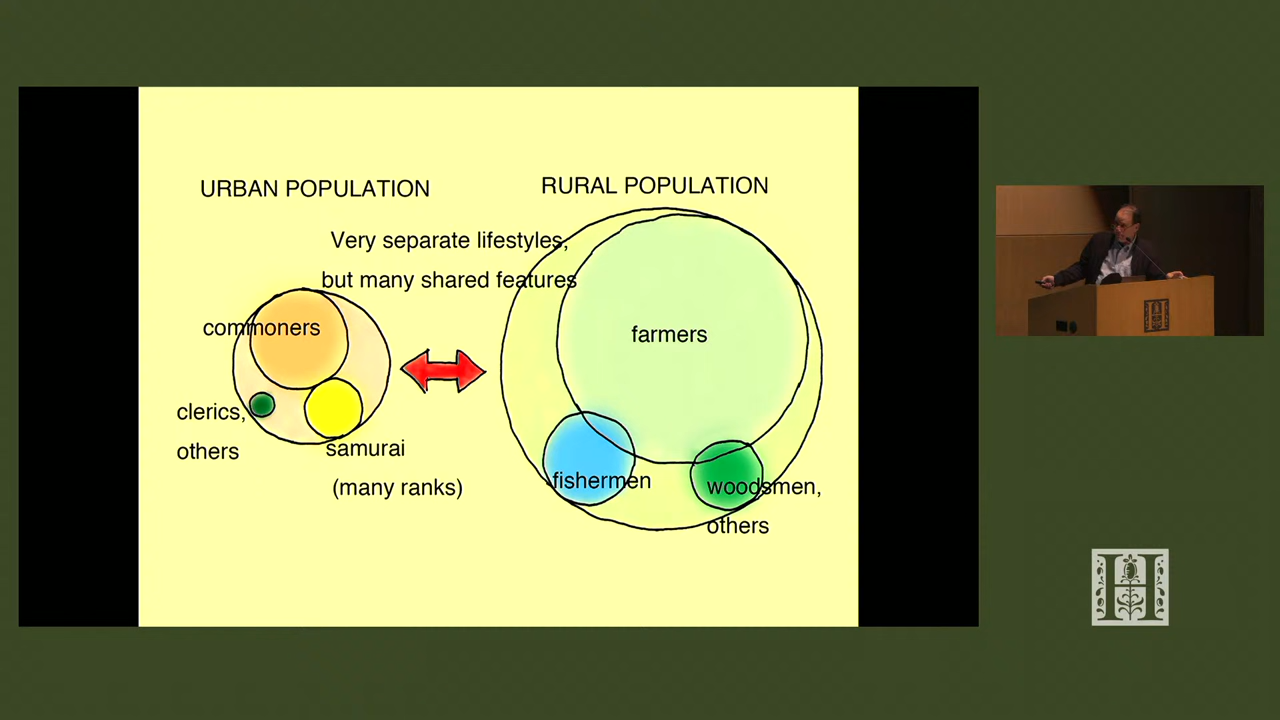 URBAN POPULATION
RURAL POPULATION
Very separate lifestyles,
but many shared features
commoners
farmers
clerics,
others
samurai
(many ranks)
fishermen
woodsmen,
others
H